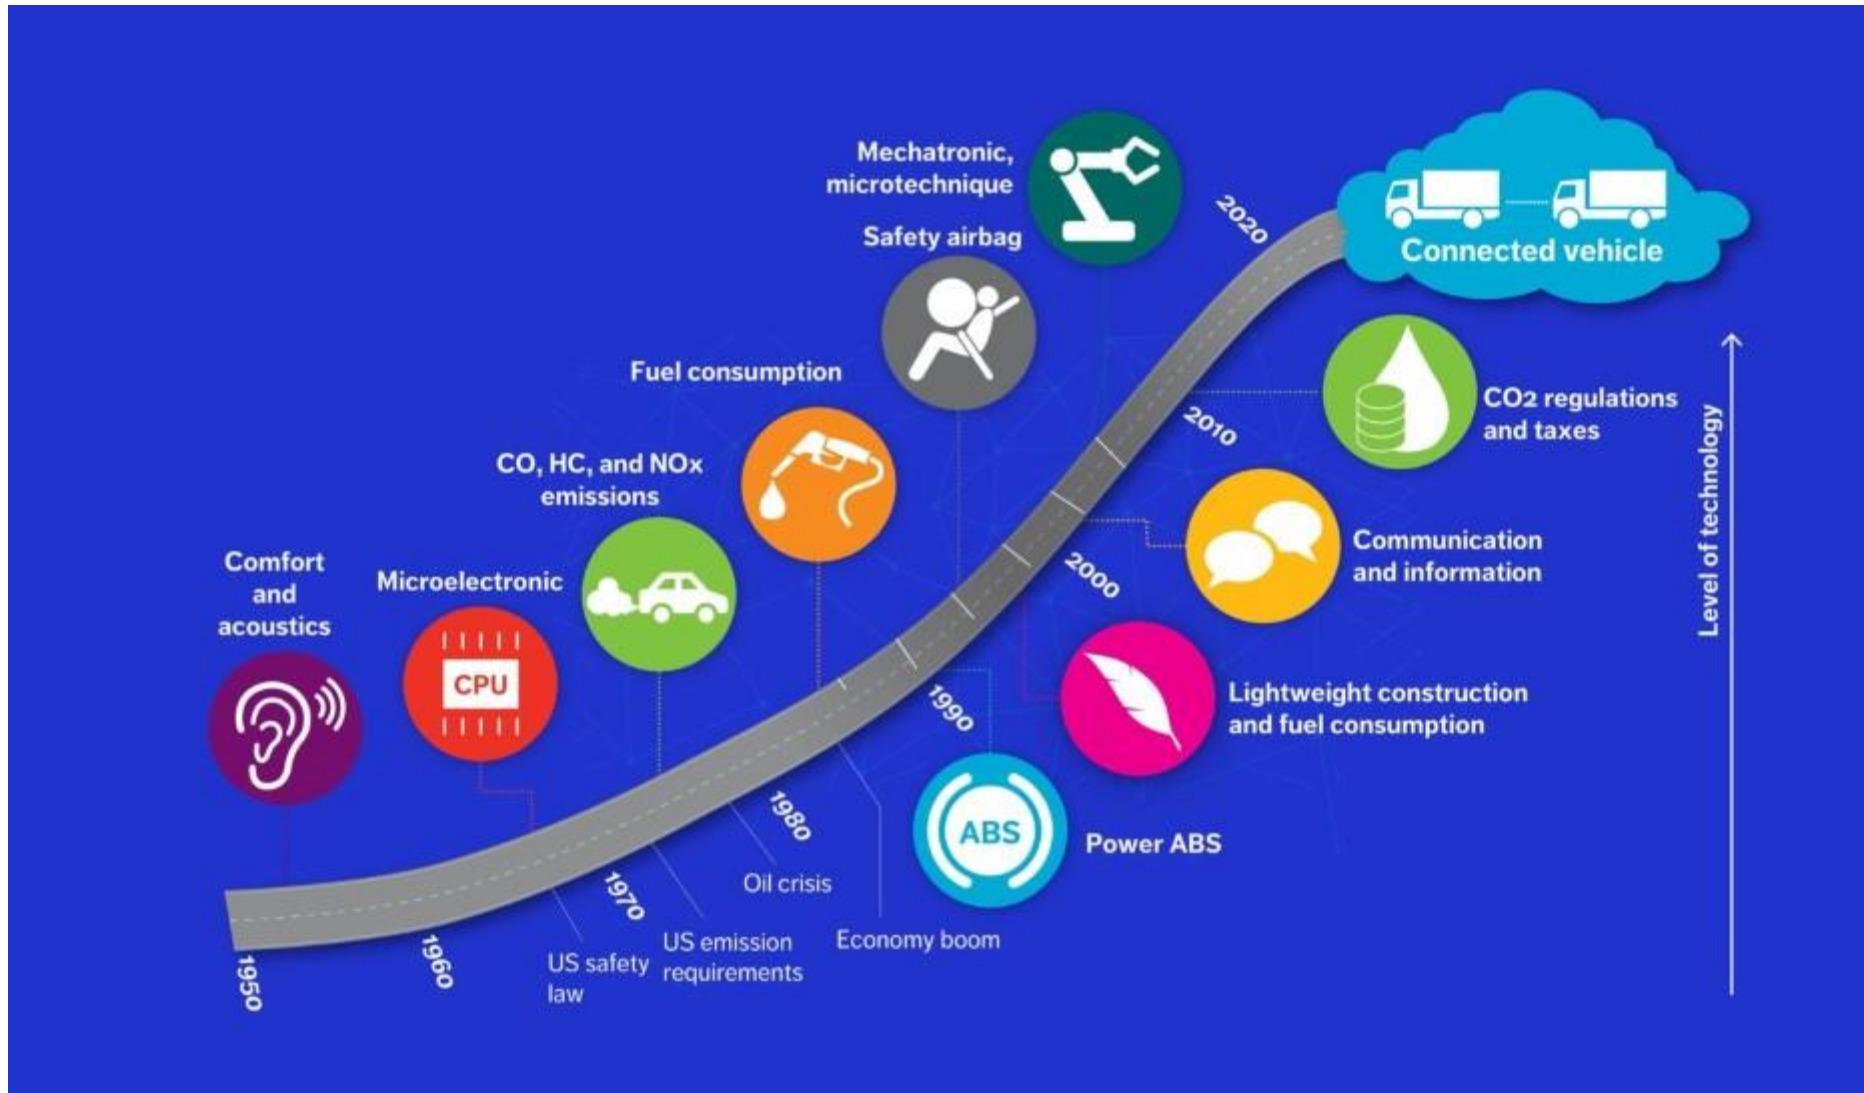 Mechatronic,
microtechnique
Safety airbag
Fuel consumption
CO, HC, and NOx
emissions
Comfort
and
acoustics
Microelectronic
CPU
2020
Connected vehicle
CO2 regulations
and taxes
Level of technology
2010
Communication
and information
2000
Lightweight construction
and fuel consumption
1990
ABS
Power ABS
1980
Oil crisis
Economy boom
1970
US emission
requirements
US safety
law
1960
1950